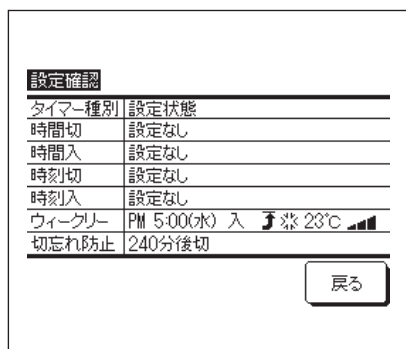 設定確認
タイマー種別 設定状態
時間切 設定なし
時間入 設定なし
時刻切 設定なし
時刻入 設定なし
ウィークリー PM 5:00(水) 入 23℃
切忘れ防止 240分後切
戻る